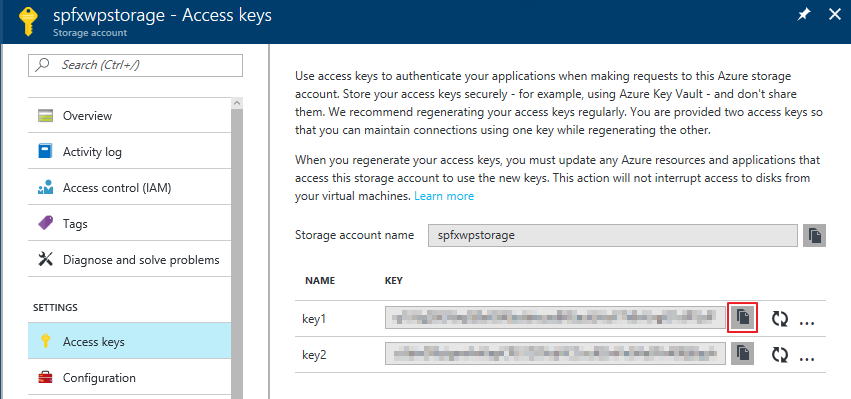 spfxwpstorage - Access keys
Storage account
Search (Ctrl+/)
Overview
Activity log
Access control (IAM)
Tags
Diagnose and solve problems
SETTINGS
Access keys
Configuration
Use access keys to authenticate your applications when making requests to this Azure storage
account. Store your access keys securely - for example, using Azure Key Vault - and don't share
them. We recommend regenerating your access keys regularly. You are provided two access keys so
that you can maintain connections using one key while regenerating the other.
When you regenerate your access keys, you must update any Azure resources and applications that
access this storage account to use the new keys. This action will not interrupt access to disks from
your virtual machines. Learn more
Storage account name spfxwpstorage
NAME KEY
key1
key2